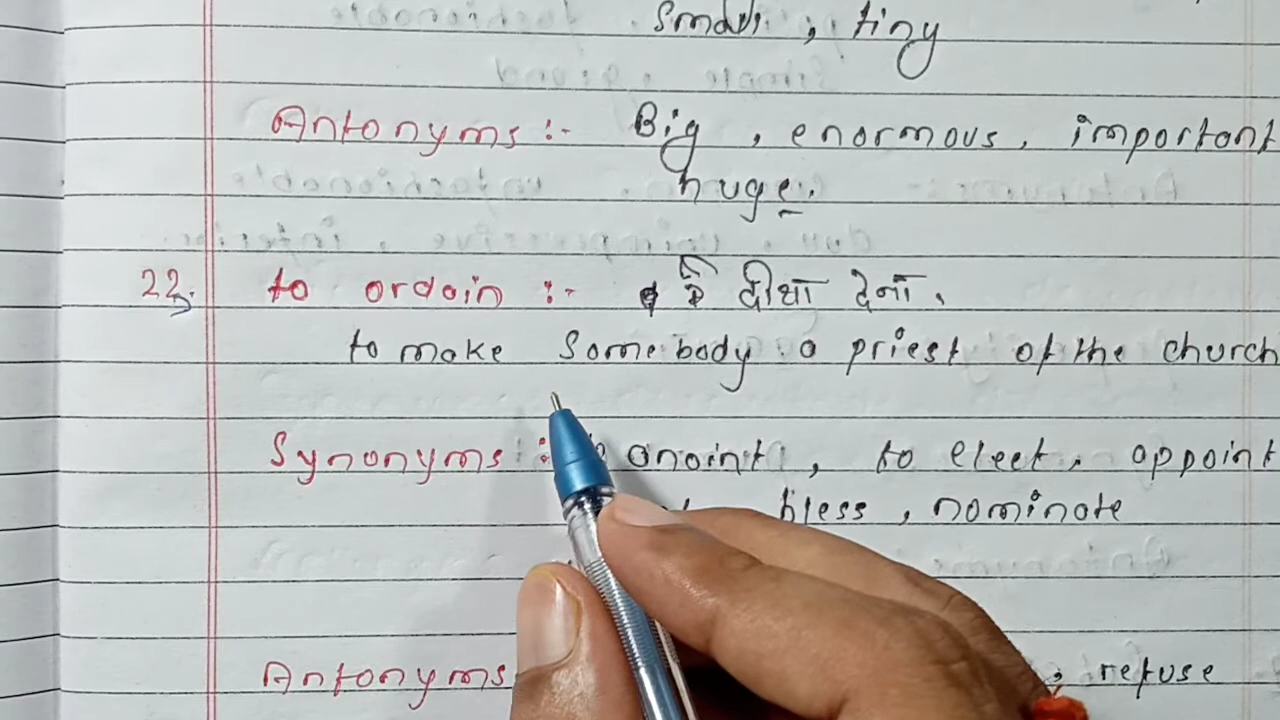 small, tiny
Antonyms :- Big, enormous, important
huge.
22. to ordain :- दीक्षा देना.
to make somebody a priest of the church
Synonyms : anoint, to elect, appoint
bless, nominate
Antonyms , refuse